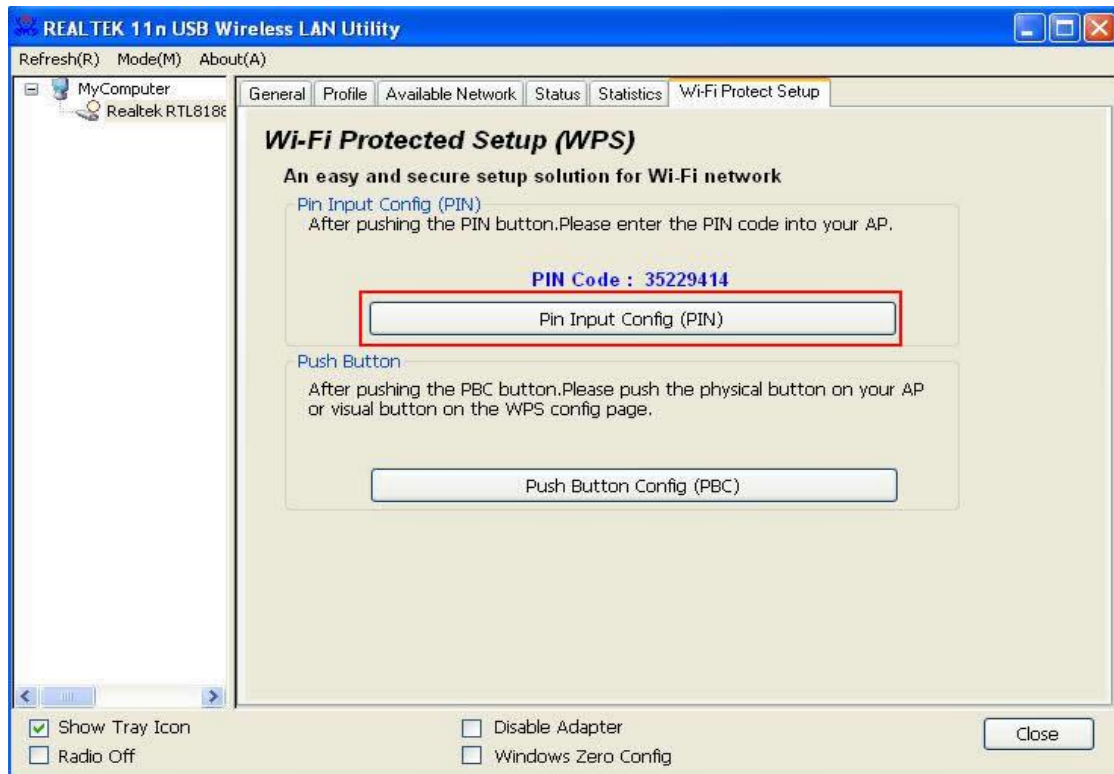 REALTEK 11n USB Wireless LAN Utility
Refresh(R) Mode(M) About(A)
MyComputer
Realtek RTL8188
General Profile Available Network Status Statistics Wi-Fi Protect Setup
Wi-Fi Protected Setup (WPS)
An easy and secure setup solution for Wi-Fi network
Pin Input Config (PIN)
After pushing the PIN button.Please enter the PIN code into your AP.
PIN Code : 35229414
Pin Input Config (PIN)
Push Button
After pushing the PBC button.Please push the physical button on your AP
or visual button on the WPS config page.
Push Button Config (PBC)
Show Tray Icon
Radio Off
Disable Adapter
Windows Zero Config
Close